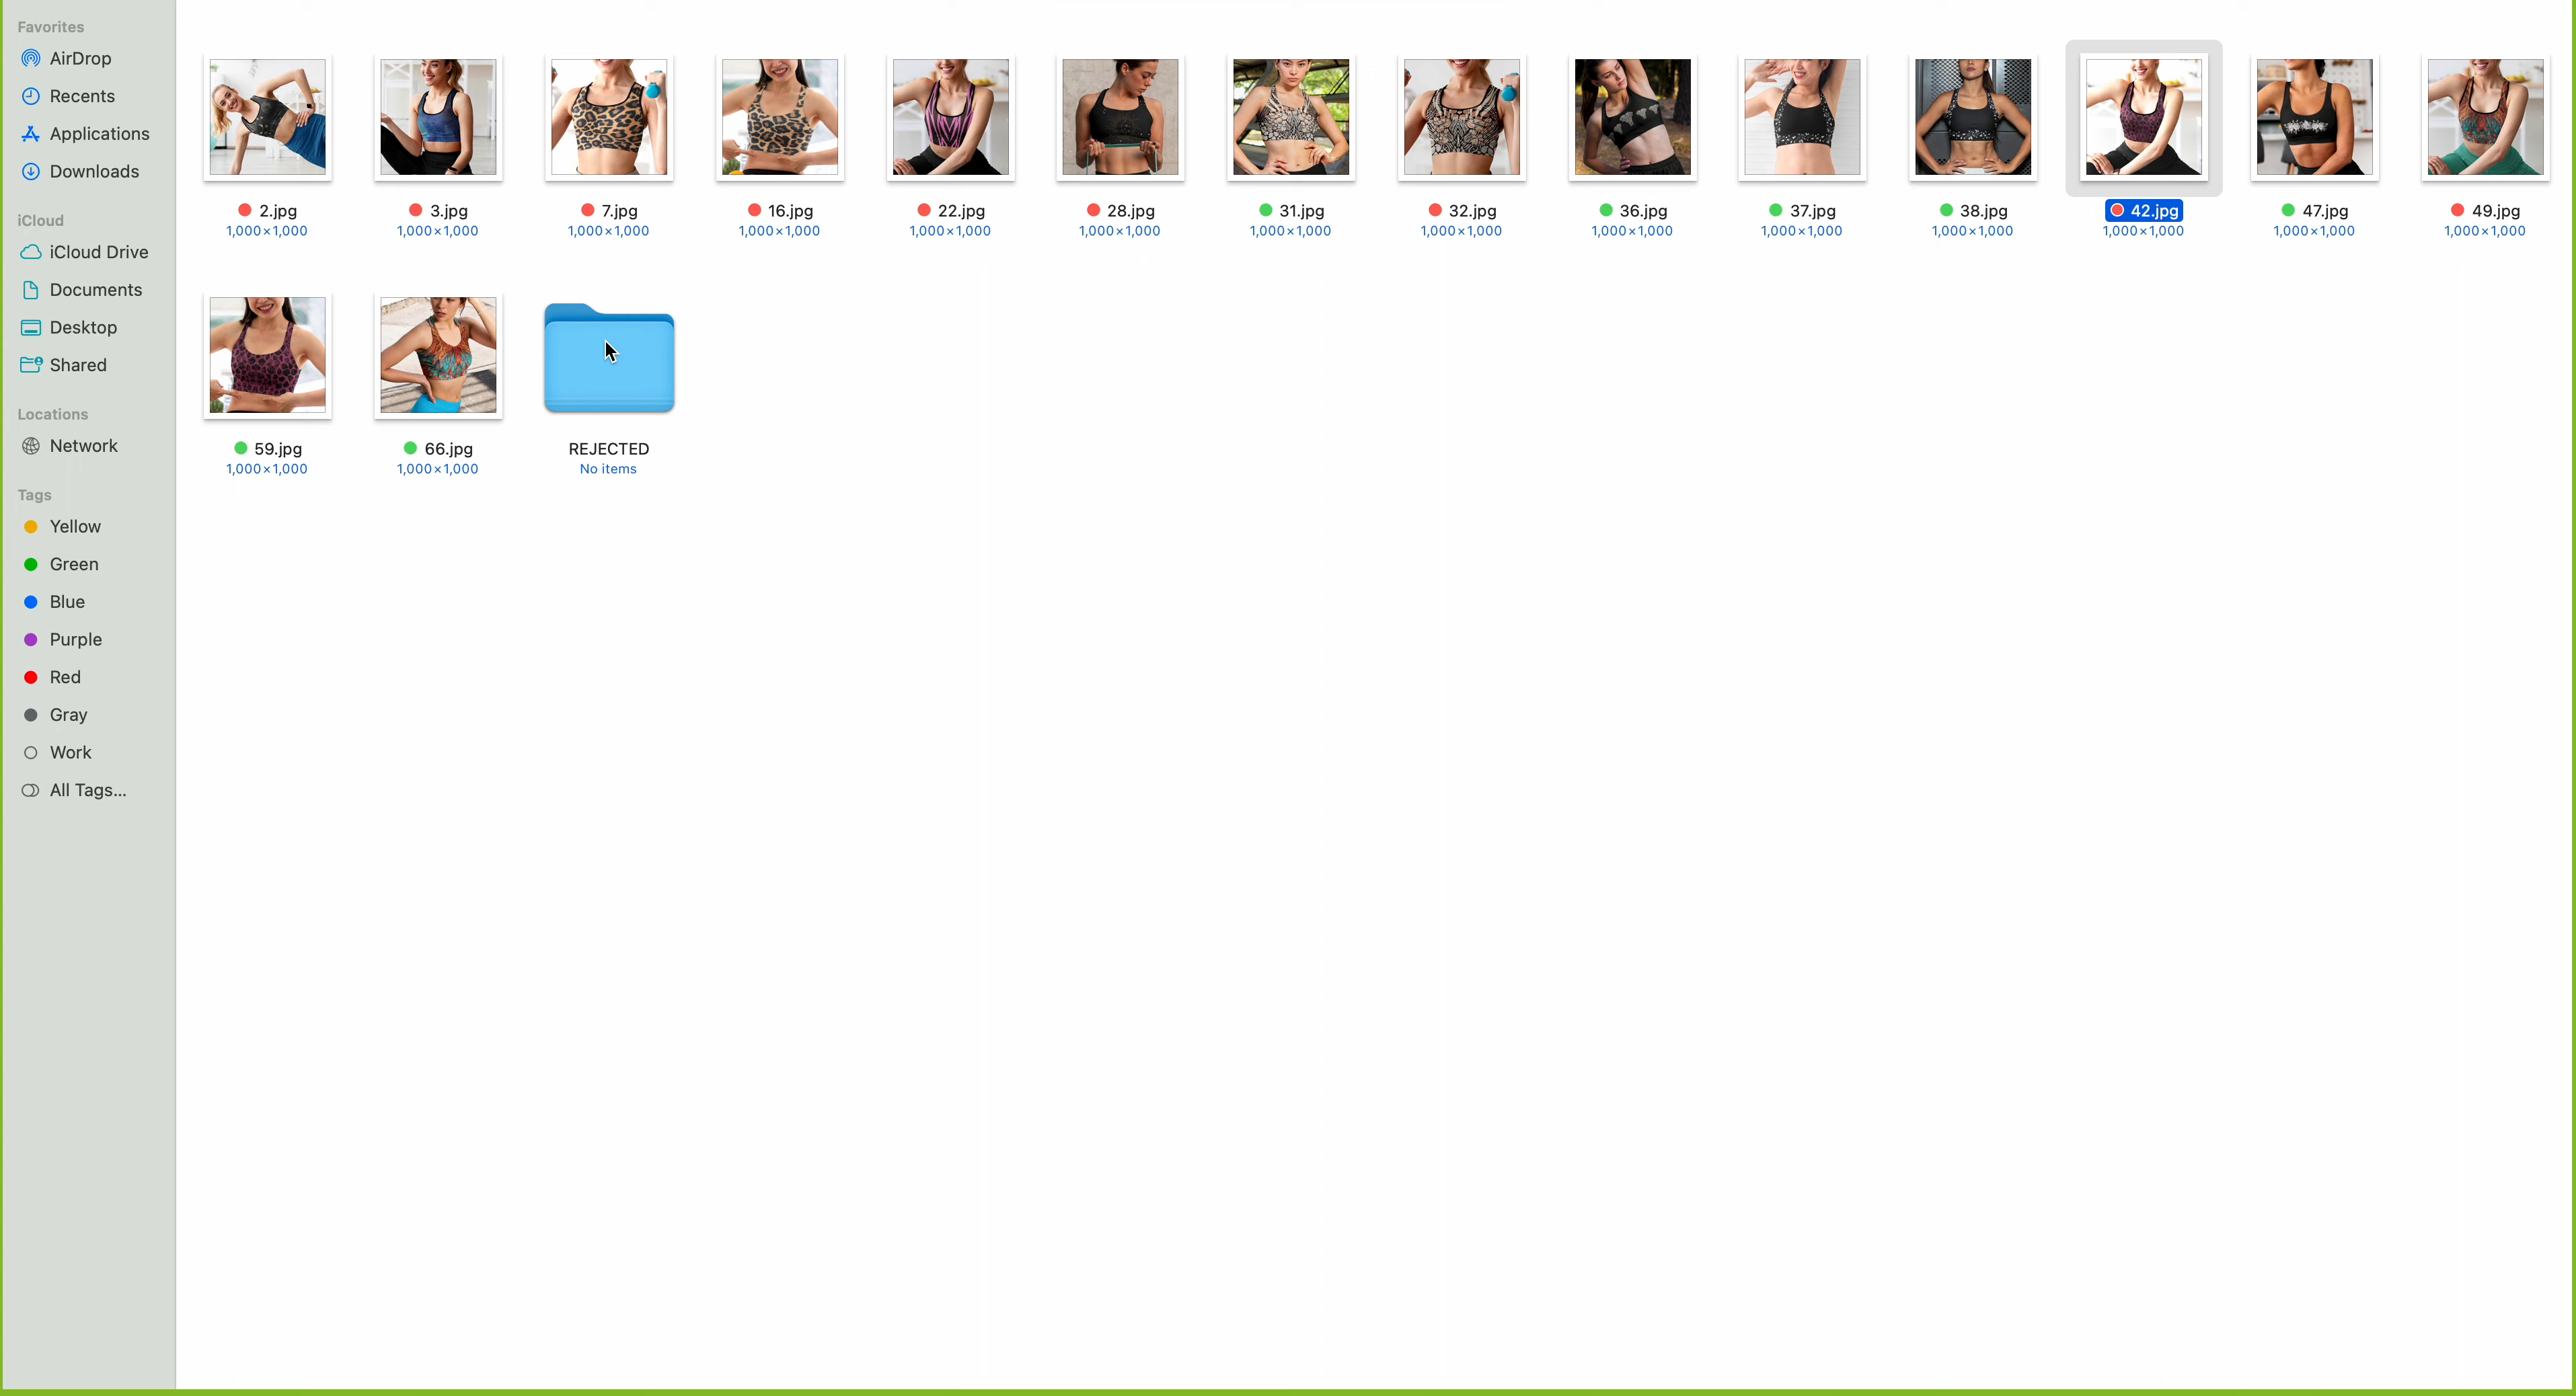 Favorites
AirDrop
Recents
Applications
Downloads
iCloud
iCloud Drive
Documents
Desktop
Shared
Locations
Network
Tags
Yellow
Green
Blue
Purple
Red
Gray
Work
All Tags...
2.jpg
1,000×1,000
3.jpg
1,000×1,000
7.jpg
1,000×1,000
16.jpg
1,000×1,000
22.jpg
1,000×1,000
28.jpg
1,000×1,000
31.jpg
1,000×1,000
32.jpg
1,000×1,000
36.jpg
1,000×1,000
37.jpg
1,000×1,000
38.jpg
1,000×1,000
42.jpg
1,000×1,000
47.jpg
1,000×1,000
49.jpg
1,000×1,000
59.jpg
1,000×1,000
66.jpg
1,000×1,000
REJECTED
No items